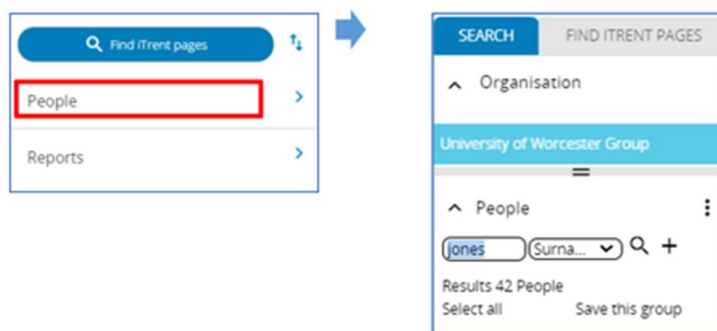 Find iTrent pages
People
Reports
SEARCH FIND ITRENT PAGES
Organisation
University of Worcester Group
People
jones Surna...
Results 42 People
Select all Save this group